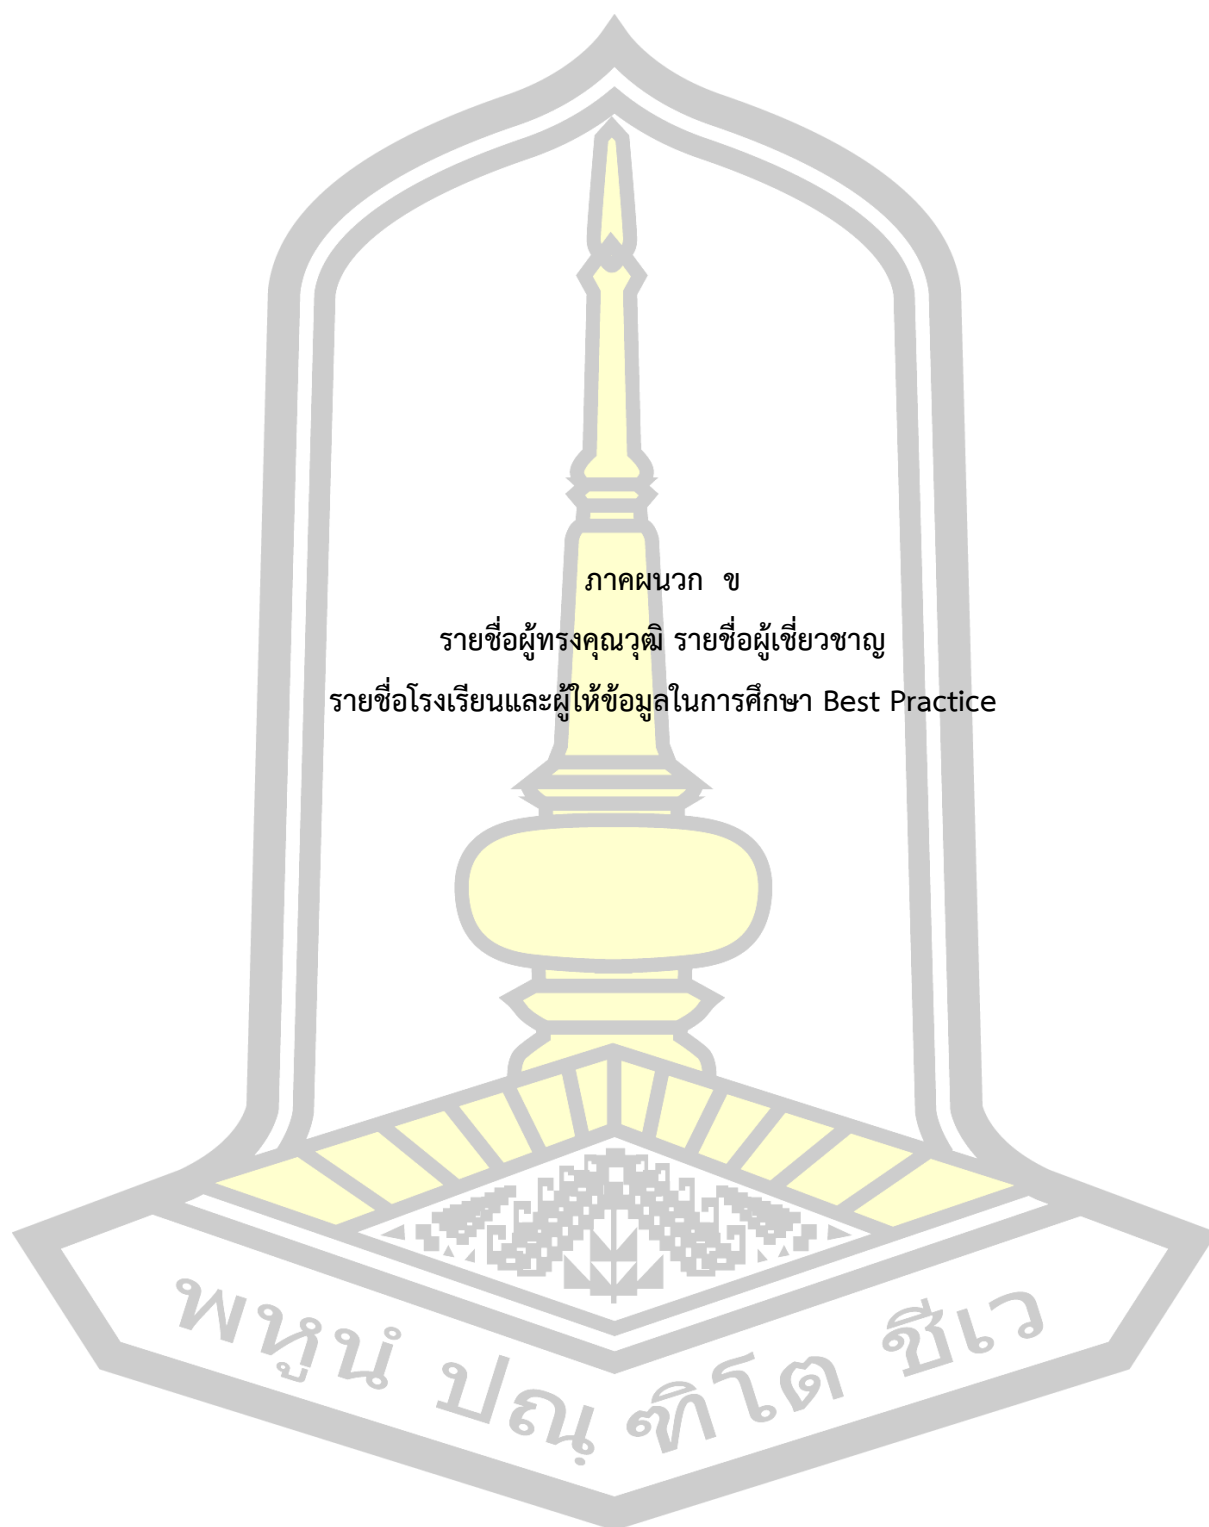 ภาคผนวก ข
รายชื่อผู้ทรงคุณวุฒิ รายชื่อผู้เชี่ยวชาญ
รายชื่อโรงเรียนและผู้ให้ข้อมูลในการศึกษา Best Practice
พหูนํ ปณฺฑิโต ชีเว